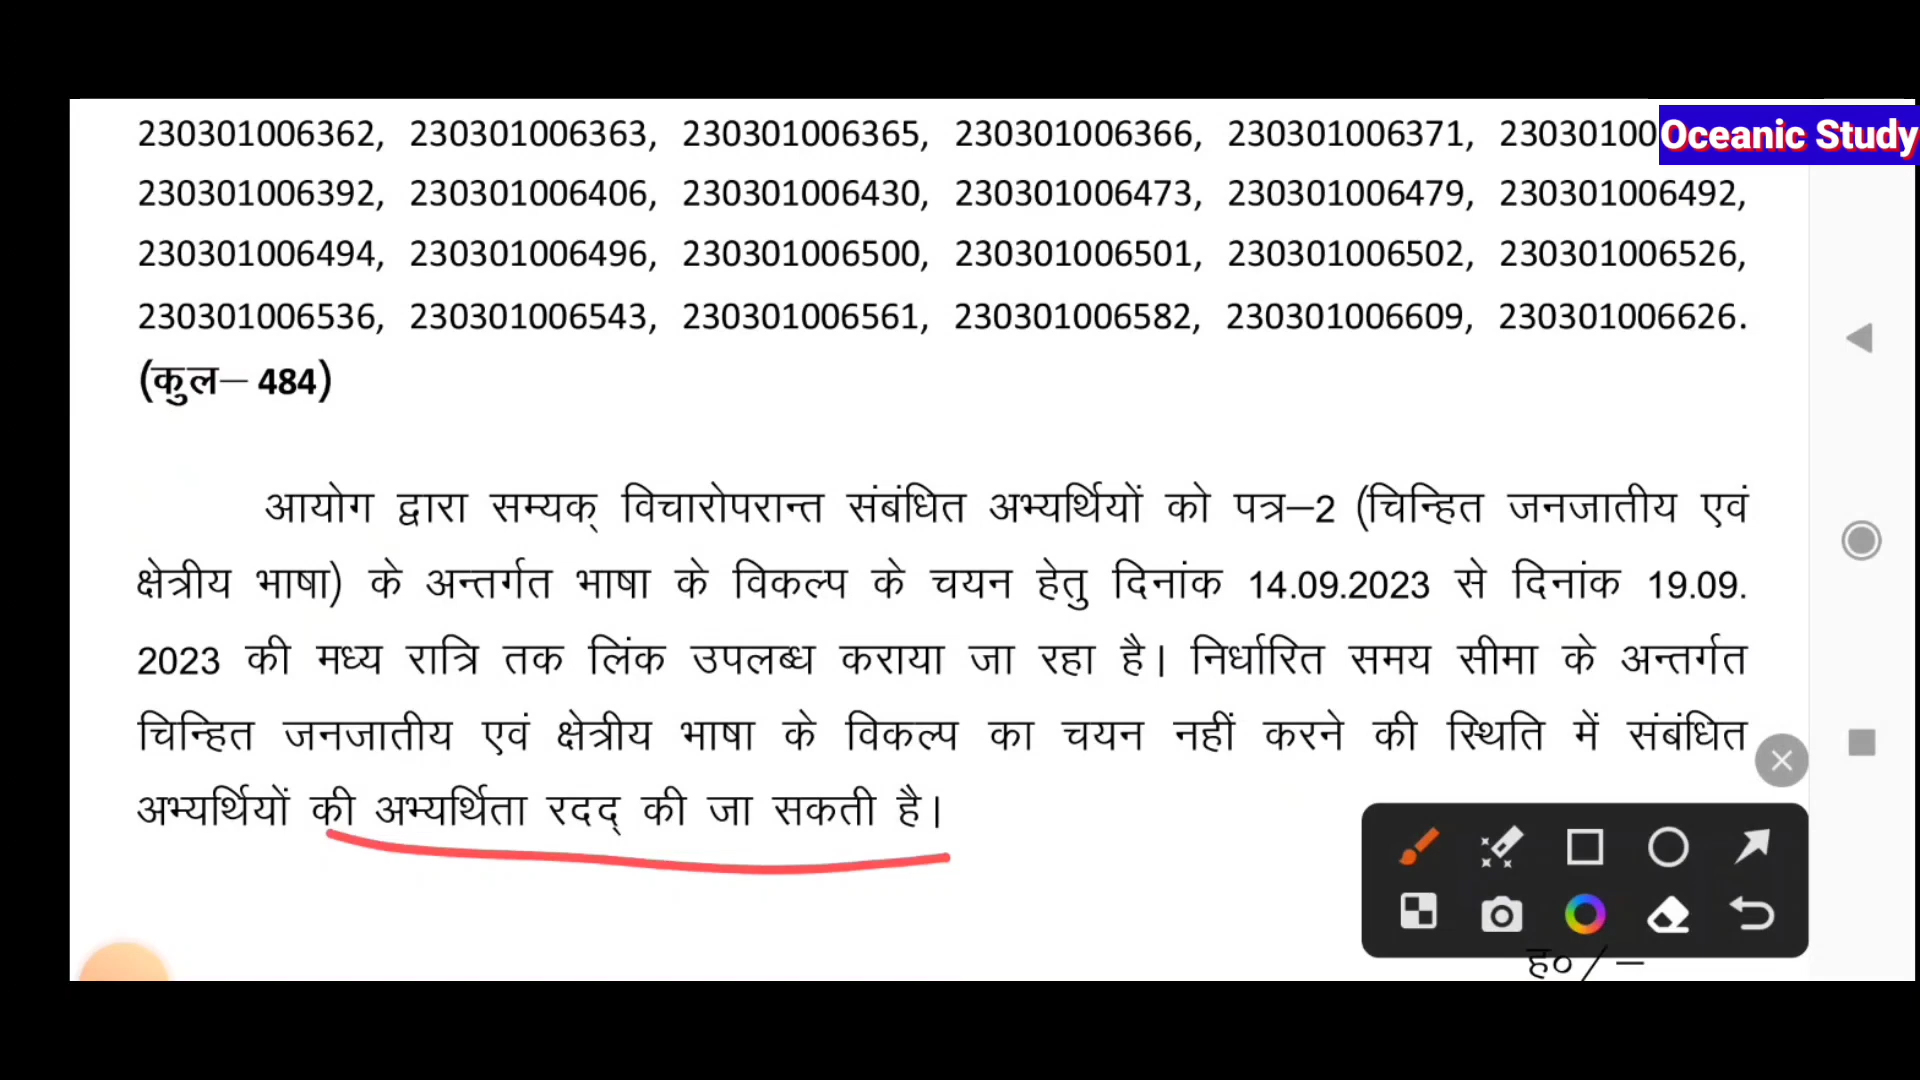 230301006362, 230301006363, 230301006365, 230301006366, 230301006371, 23030100
Oceanic Study
230301006392, 230301006406, 230301006430, 230301006473, 230301006479, 230301006492,
230301006494, 230301006496, 230301006500, 230301006501, 230301006502, 230301006526,
230301006536, 230301006543, 230301006561, 230301006582, 230301006609, 230301006626.
(कुल– 484)
आयोग द्वारा सम्यक् विचारोपरान्त संबंधित अभ्यर्थियों को पत्र–2 (चिन्हित जनजातीय एवं
क्षेत्रीय भाषा) के अन्तर्गत भाषा के विकल्प के चयन हेतु दिनांक 14.09.2023 से दिनांक 19.09.
2023 की मध्य रात्रि तक लिंक उपलब्ध कराया जा रहा है। निर्धारित समय सीमा के अन्तर्गत
चिन्हित जनजातीय एवं क्षेत्रीय भाषा के विकल्प का चयन नहीं करने की स्थिति में संबंधित
अभ्यर्थियों की अभ्यर्थिता रदद् की जा सकती है।
ह०/–